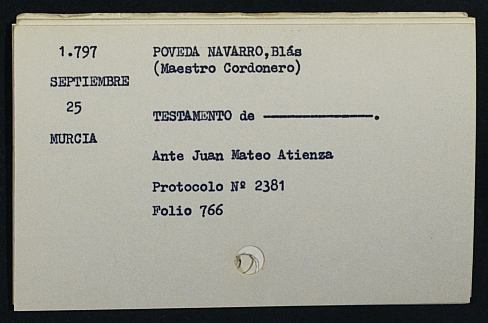 1.797 POVEDA NAVARRO,Blás
(Maestro Cordonero)
SEPTIEMBRE
25
TESTAMENTO de ————————.
MURCIA
Ante Juan Mateo Atienza
Protocolo Nº 2381
Folio 766